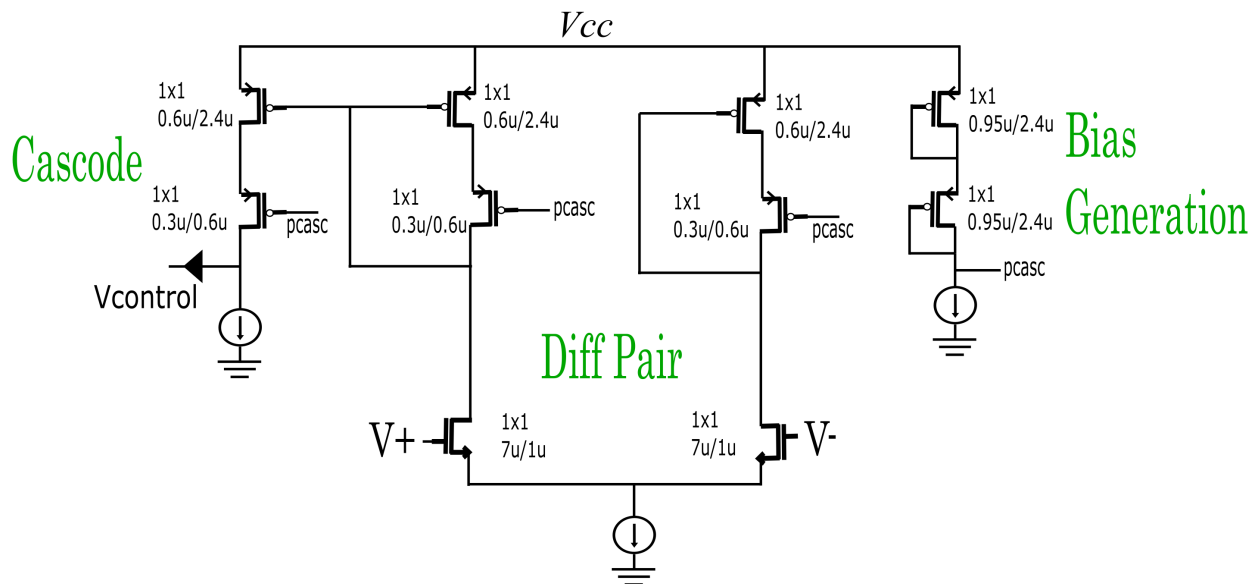 Vcc
1x1
0.6u/2.4u
1x1
0.6u/2.4u
1x1
0.6u/2.4u
1x1
0.95u/2.4u
Cascode
Bias
Generation
1x1
0.3u/0.6u
pcasc
1x1
0.3u/0.6u
pcasc
1x1
0.3u/0.6u
pcasc
1x1
0.95u/2.4u
pcasc
Vcontrol
Diff Pair
V+
1x1
7u/1u
1x1
7u/1u
V-